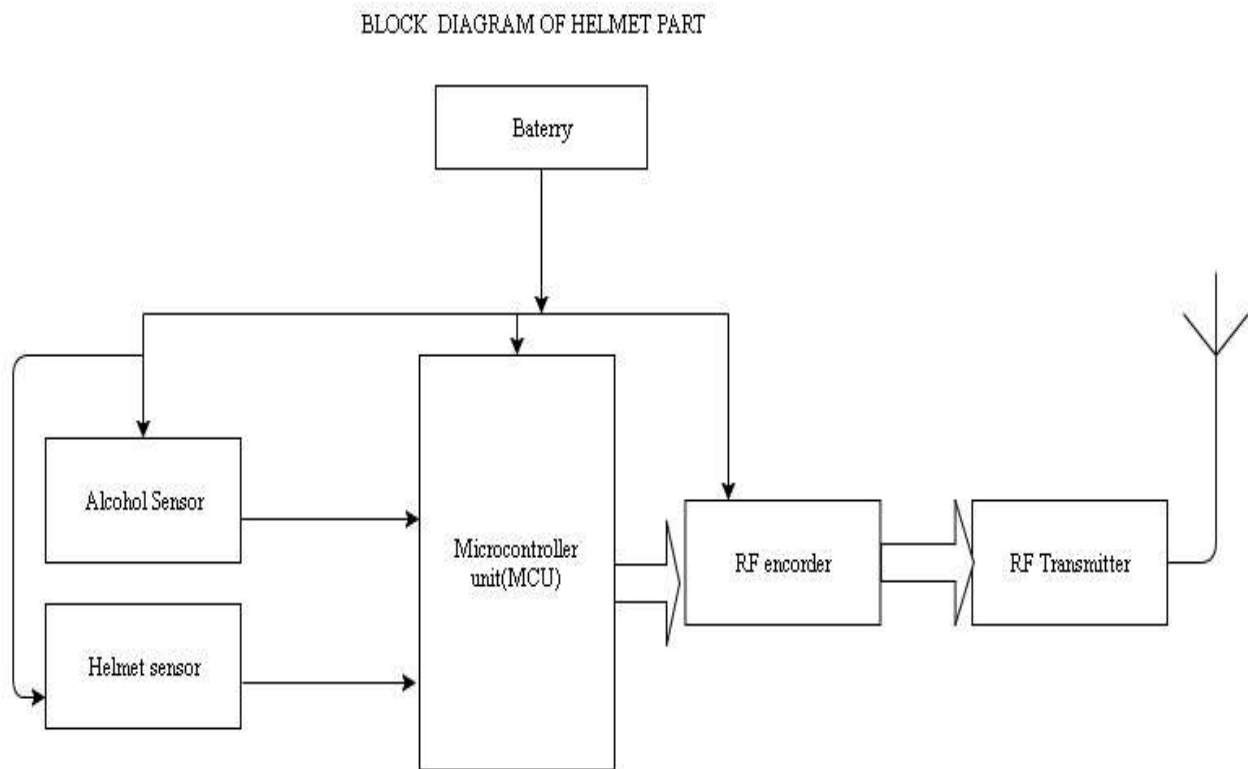 BLOCK DIAGRAM OF HELMET PART
Baterry
Alcohol Sensor
Microcontroller
unit(MCU)
RF encorder
RF Transmitter
Helmet sensor